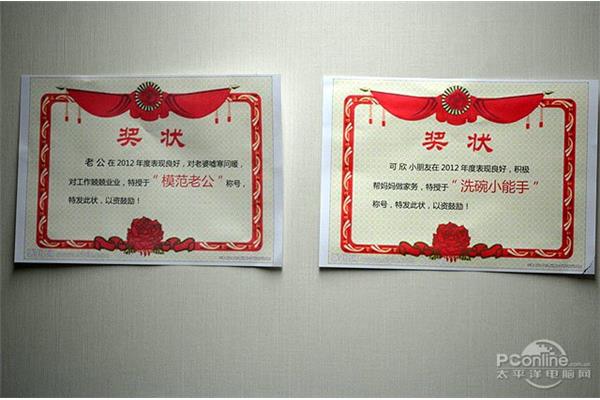 奖状
老公在2012年度表现良好，对老婆嘘寒问暖，
对工作兢兢业业，特授于"模范老公"称号，
特发此状，以资鼓励！
奖状
可欣小朋友在2012年度表现良好，积极
帮妈妈做家务，特授于"洗碗小能手"
称号，特发此状，以资鼓励！
PConline.com.cn
太平洋电脑网